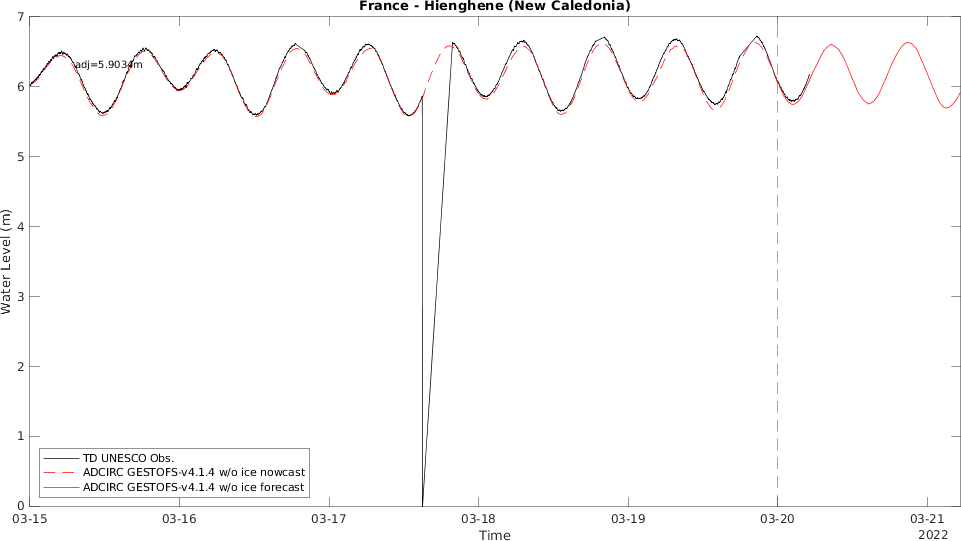 France - Hienghene (New Caledonia)
7
6
5
4
3
2
1
0
adj=5.9034m
Water Level (m)
TD UNESCO Obs.
ADCIRC GESTOFS-v4.1.4 w/o ice nowcast
ADCIRC GESTOFS-v4.1.4 w/o ice forecast
03-15 03-16 03-17 03-18 03-19 03-20 03-21
Time
2022